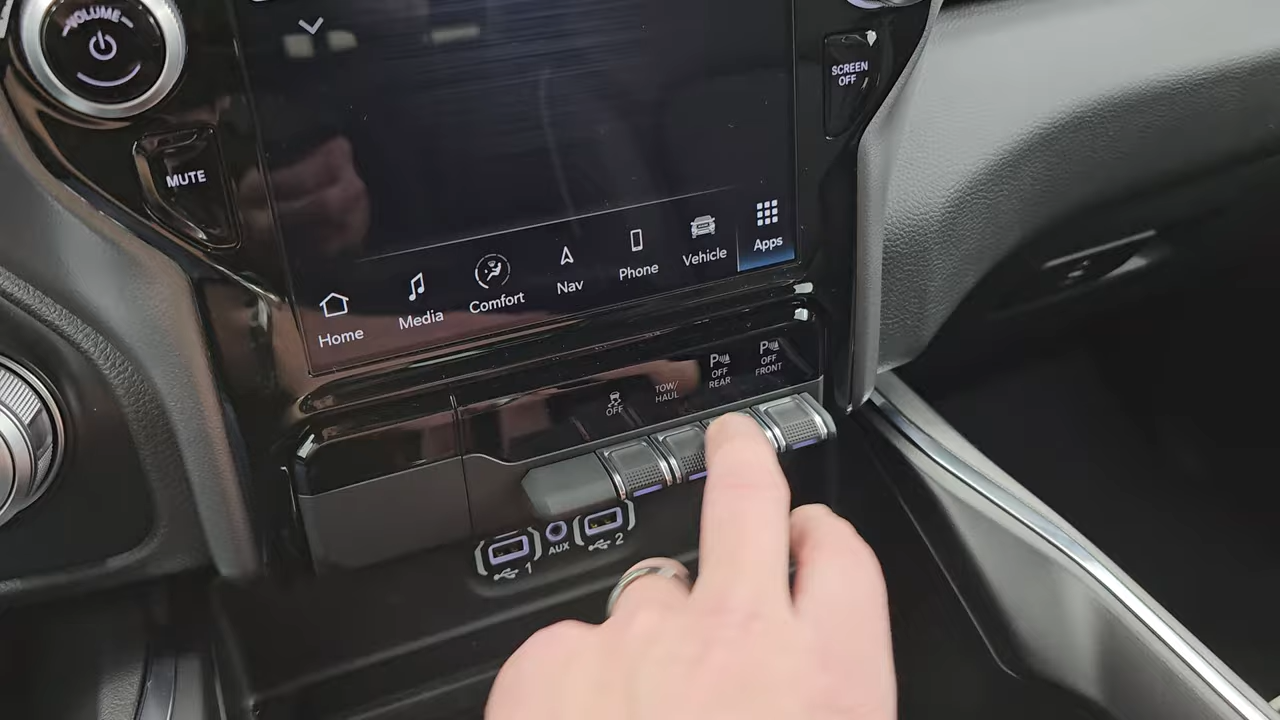 VOLUME
SCREEN
OFF
MUTE
Home
Media
Comfort
Nav
Phone
Vehicle
Apps
OFF
TOW/
HAUL
P
OFF
REAR
P
OFF
FRONT
1
AUX
2